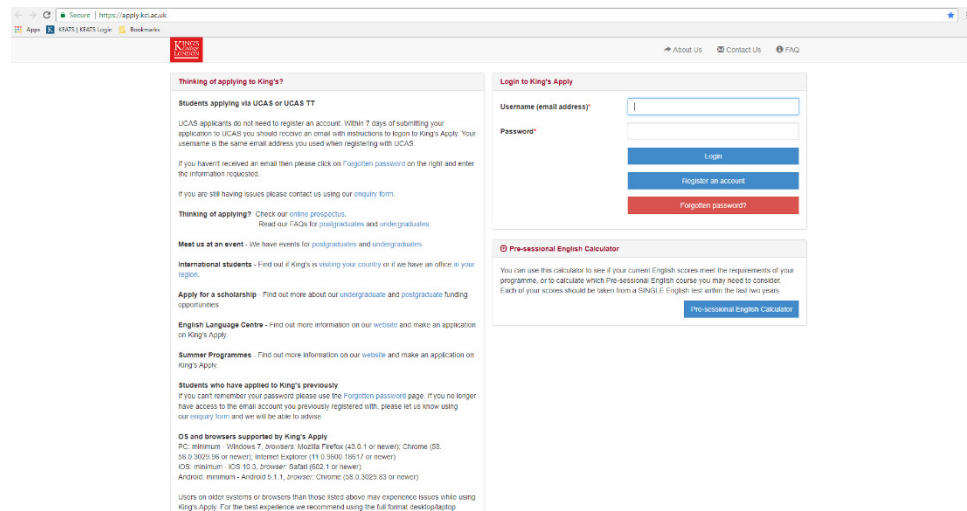 Secure | https://apply.kcl.ac.uk
Apps KEATS | KEATS Login Bookmarks
KING'S
College
LONDON
About Us Contact Us FAQ
Thinking of applying to King's?
Students applying via UCAS or UCAS TT
UCAS applicants do not need to register an account. Within 7 days of submitting your
application to UCAS you should receive an email with instructions to logon to King's Apply. Your
username is the same email address you used when registering with UCAS.
If you haven't received an email then please click on Forgotten password on the right and enter
the information requested.
If you are still having issues please contact us using our enquiry form.
Thinking of applying? Check our online prospectus.
Read our FAQs for postgraduates and undergraduates
Meet us at an event - We have events for postgraduates and undergraduates
International students - Find out if King's is visiting your country or if we have an office in your
region.
Apply for a scholarship - Find out more about our undergraduate and postgraduate funding
opportunities
English Language Centre - Find out more information on our website and make an application
on King's Apply.
Summer Programmes - Find out more information on our website and make an application on
King's Apply.
Students who have applied to King's previously
If you can't remember your password please use the Forgotten password page. If you no longer
have access to the email account you previously registered with, please let us know using
our enquiry form and we will be able to advise.
OS and browsers supported by King's Apply
PC: minimum - Windows 7, browsers: Mozilla Firefox (43.0.1 or newer); Chrome (58.
58.0.3029.96 or newer); Internet Explorer (11.0.9600.18617 or newer)
IOS: minimum - IOS 10.3, browser: Safari (602.1 or newer)
Android: minimum - Android 5.1.1, browser: Chrome (58.0.3029.83 or newer)
Users on older systems or browsers than those listed above may experience issues while using
King's Apply. For the best experience we recommend using the full format desktop/laptop
Login to King's Apply
Username (email address)*
Password*
Login
Register an account
Forgotten password?
Pre-sessional English Calculator
You can use this calculator to see if your current English scores meet the requirements of your
programme, or to calculate which Pre-sessional English course you may need to consider.
Each of your scores should be taken from a SINGLE English test within the last two years.
Pre-sessional English Calculator